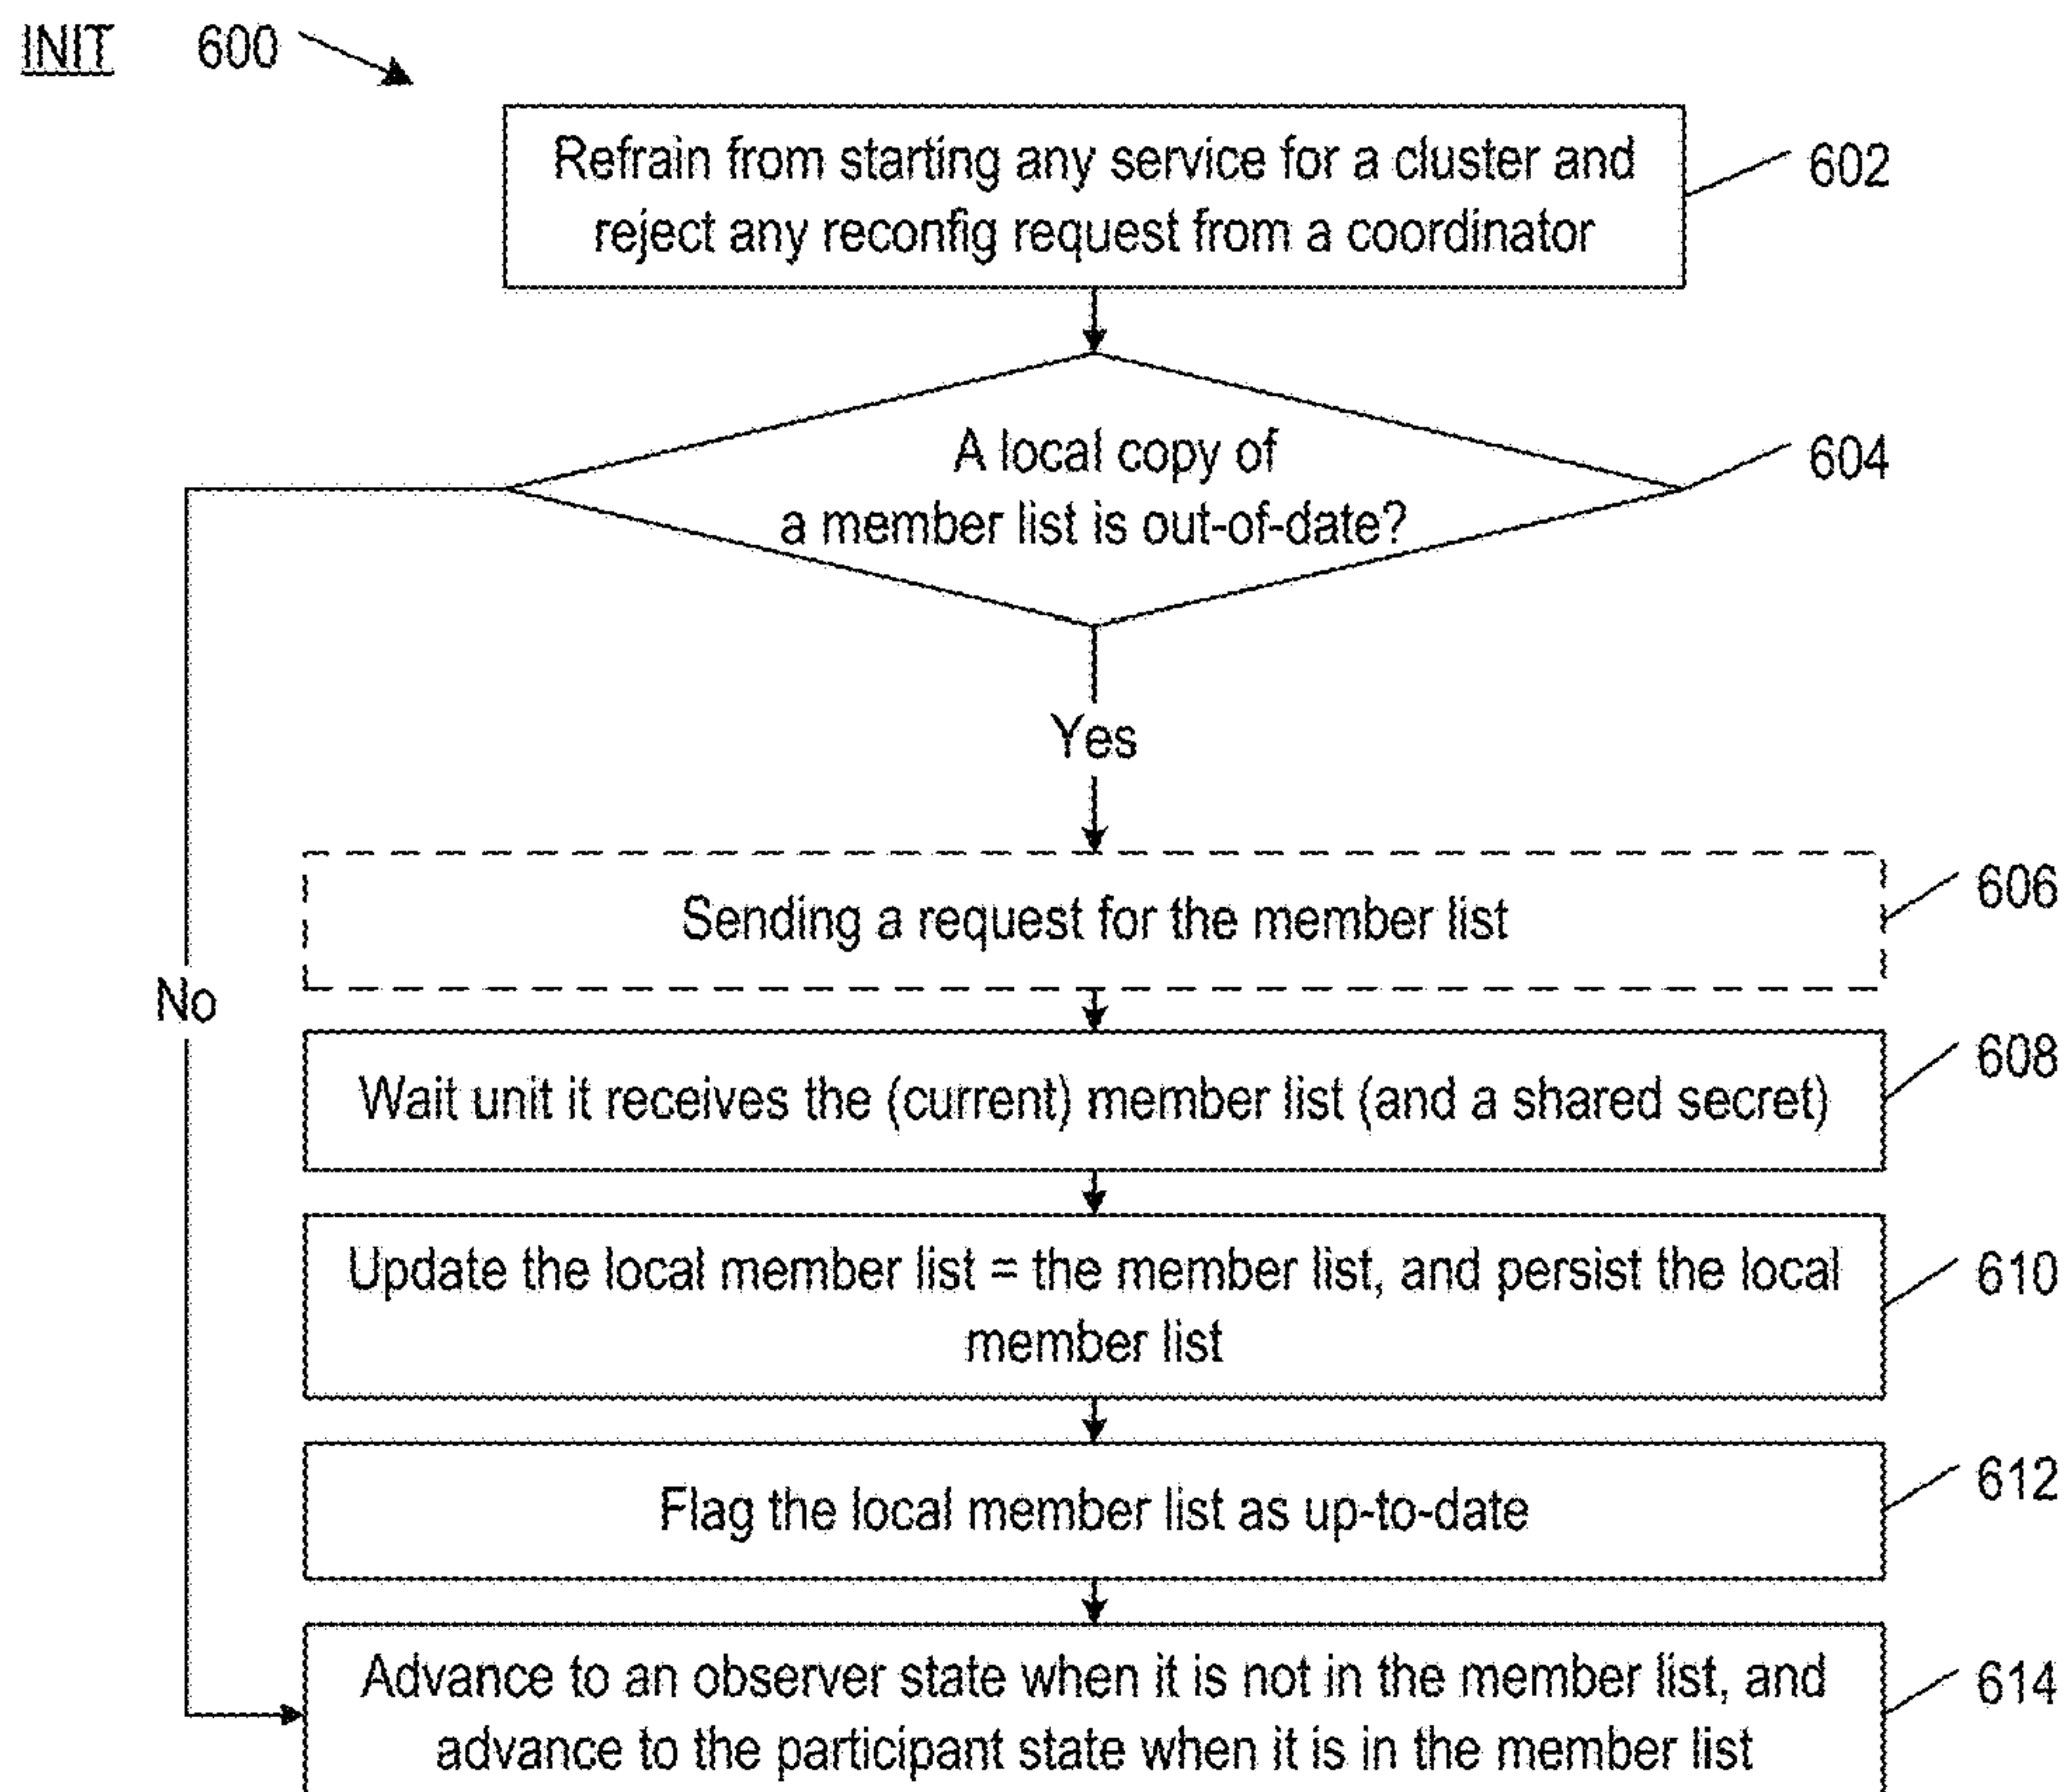 INIT 600
Refrain from starting any service for a cluster and
reject any reconfig request from a coordinator
602
A local copy of
a member list is out-of-date?
604
Yes
No
Sending a request for the member list
606
Wait unit it receives the (current) member list (and a shared secret)
608
Update the local member list = the member list, and persist the local
member list
610
Flag the local member list as up-to-date
612
Advance to an observer state when it is not in the member list, and
advance to the participant state when it is in the member list
614